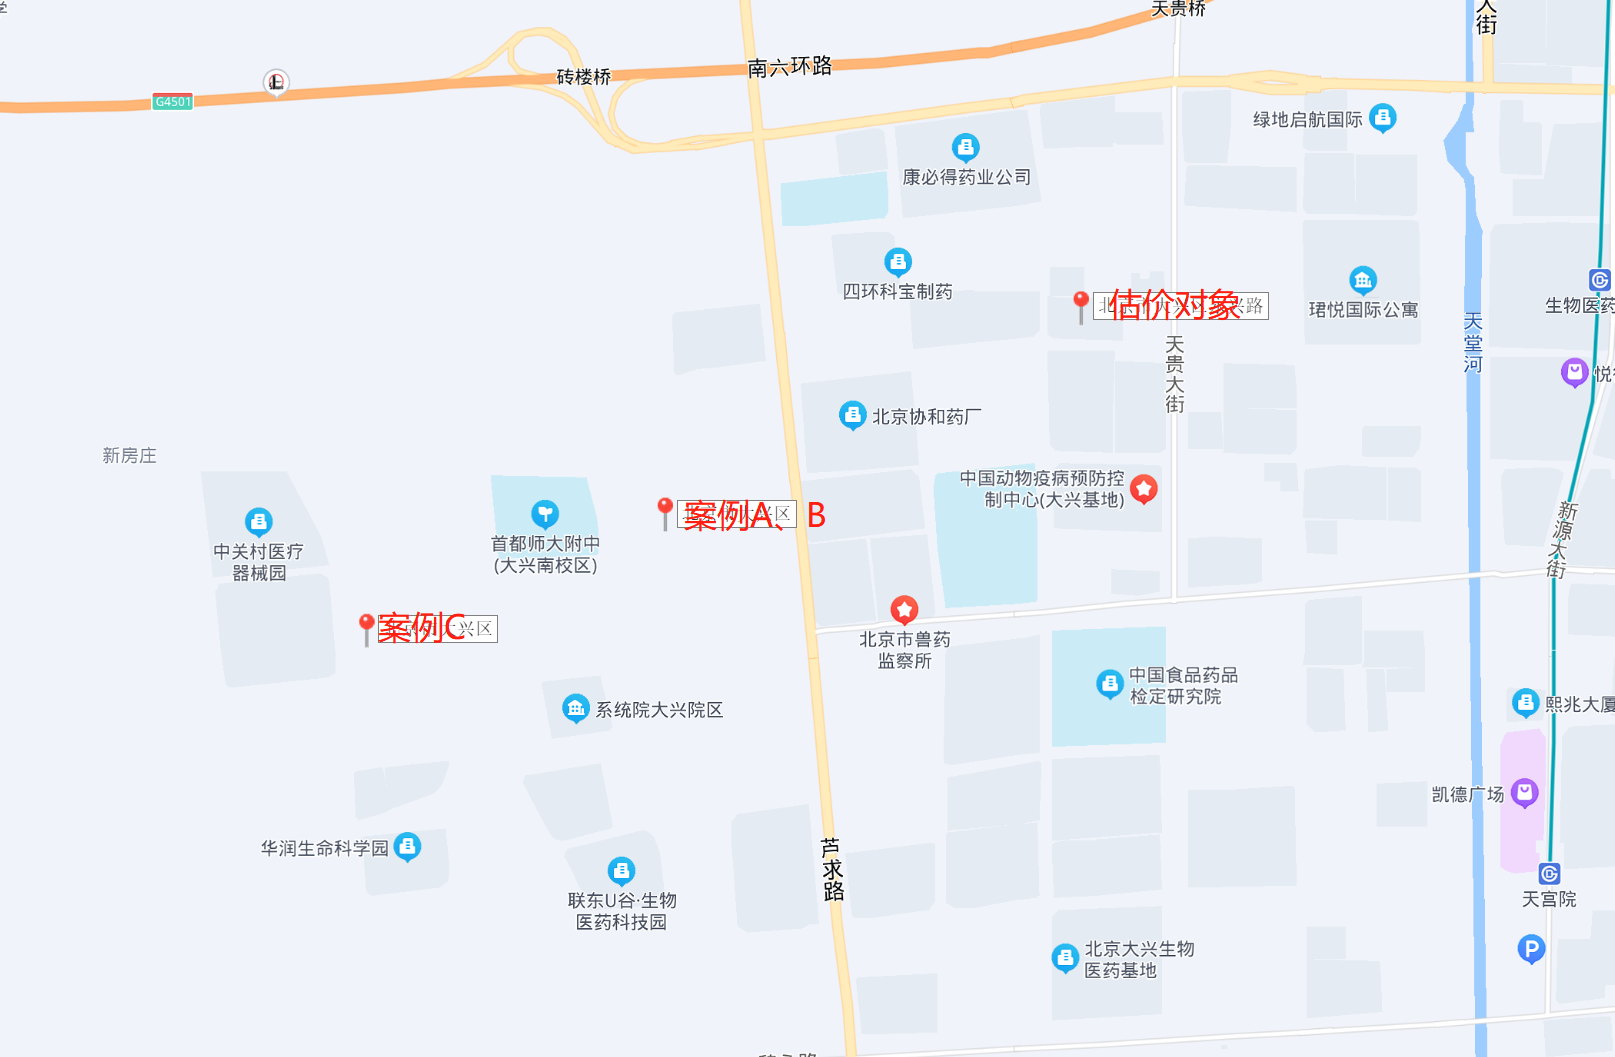 天贵桥
大街
南六环路
砖楼桥
G4501
绿地启航国际
康必得药业公司
四环科宝制药
估价对象
珺悦国际公寓
生物医药
天堂河
天贵大街
北京协和药厂
新房庄
中国动物疫病预防控
制中心(大兴基地)
案例A、B
新源大街
中关村医疗
器械园
首都师大附中
(大兴南校区)
案例C
北京市兽药
监察所
中国食品药品
检定研究院
系统院大兴院区
熙兆大厦
凯德广场
华润生命科学园
芦求路
联东U谷·生物
医药科技园
天宫院
P
北京大兴生物
医药基地